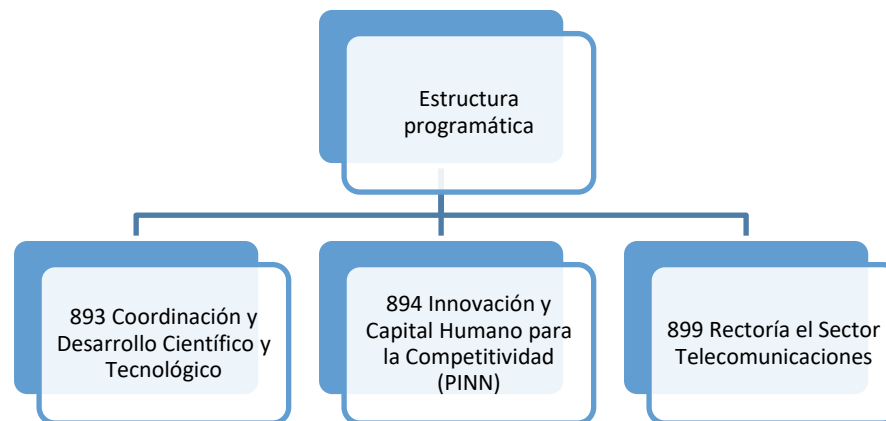 Estructura
programática
893 Coordinación y
Desarrollo Científico y
Tecnológico
894 Innovación y
Capital Humano para
la Competitividad
(PINN)
899 Rectoría el Sector
Telecomunicaciones